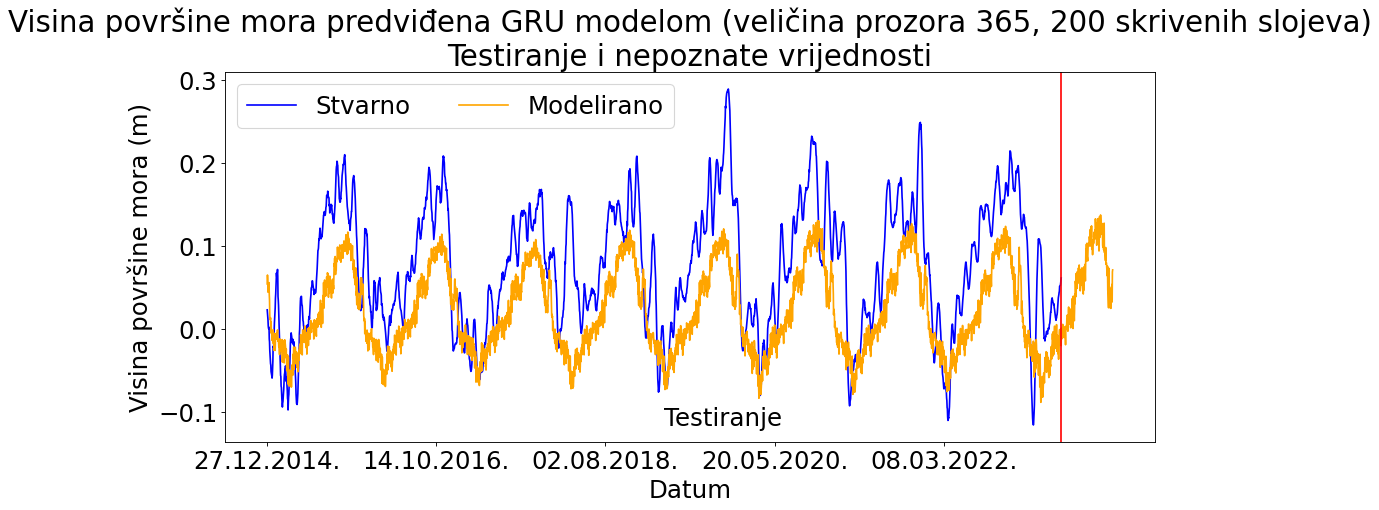 Visina površine mora predviđena GRU modelom (veličina prozora 365, 200 skrivenih slojeva)
Testiranje i nepoznate vrijednosti
Stvarno
Modelirano
Visina površine mora (m)
0.3
0.2
0.1
0.0
−0.1
Testiranje
27.12.2014.
14.10.2016.
02.08.2018.
20.05.2020.
08.03.2022.
Datum